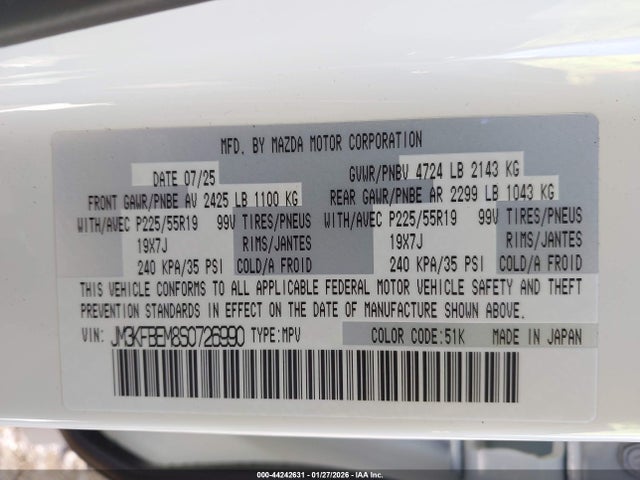 MFD. BY MAZDA MOTOR CORPORATION
DATE 07/25 GVWR/PNBV 4724 LB 2143 KG
FRONT GAWR/PNBE AV 2425 LB 1100 KG REAR GAWR/PNBE AR 2299 LB 1043 KG
WITH/AVEC P225/55R19 99V TIRES/PNEUS WITH/AVEC P225/55R19 99V TIRES/PNEUS
19X7J RIMS/JANTES 19X7J RIMS/JANTES
240 KPA/35 PSI COLD/A FROID 240 KPA/35 PSI COLD/A FROID
THIS VEHICLE CONFORMS TO ALL APPLICABLE FEDERAL MOTOR VEHICLE SAFETY AND THEFT
PREVENTION STANDARDS IN EFFECT ON THE DATE OF MANUFACTURE SHOWN ABOVE.
VIN: JM3KFBEM8S0726990 TYPE:MPV COLOR CODE:51K MADE IN JAPAN
000-44242631 - 01/27/2026 - IAA Inc.